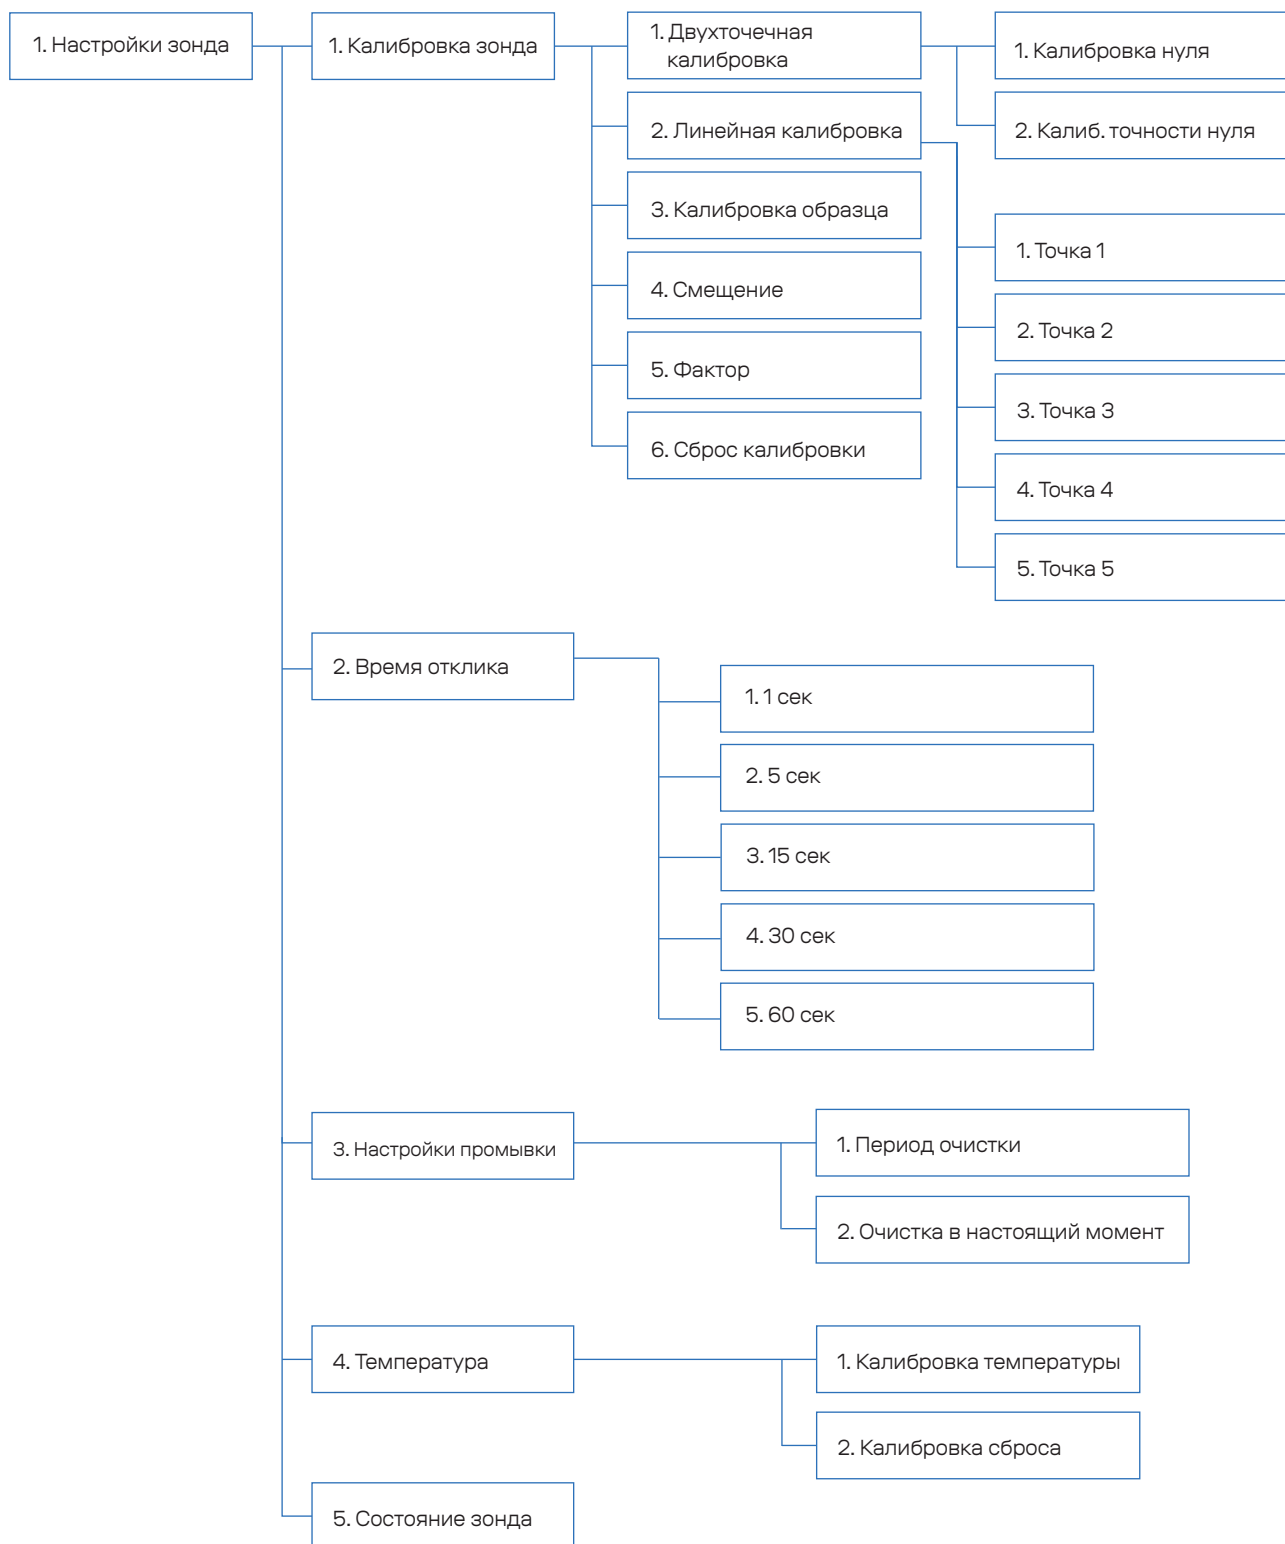 1. Настройки зонда
1. Калибровка зонда
1. Двухточечная
калибровка
1. Калибровка нуля
2. Калиб. точности нуля
2. Линейная калибровка
1. Точка 1
2. Точка 2
3. Точка 3
4. Точка 4
5. Точка 5
3. Калибровка образца
4. Смещение
5. Фактор
6. Сброс калибровки
2. Время отклика
1. 1 сек
2. 5 сек
3. 15 сек
4. 30 сек
5. 60 сек
3. Настройки промывки
1. Период очистки
2. Очистка в настоящий момент
4. Температура
1. Калибровка температуры
2. Калибровка сброса
5. Состояние зонда